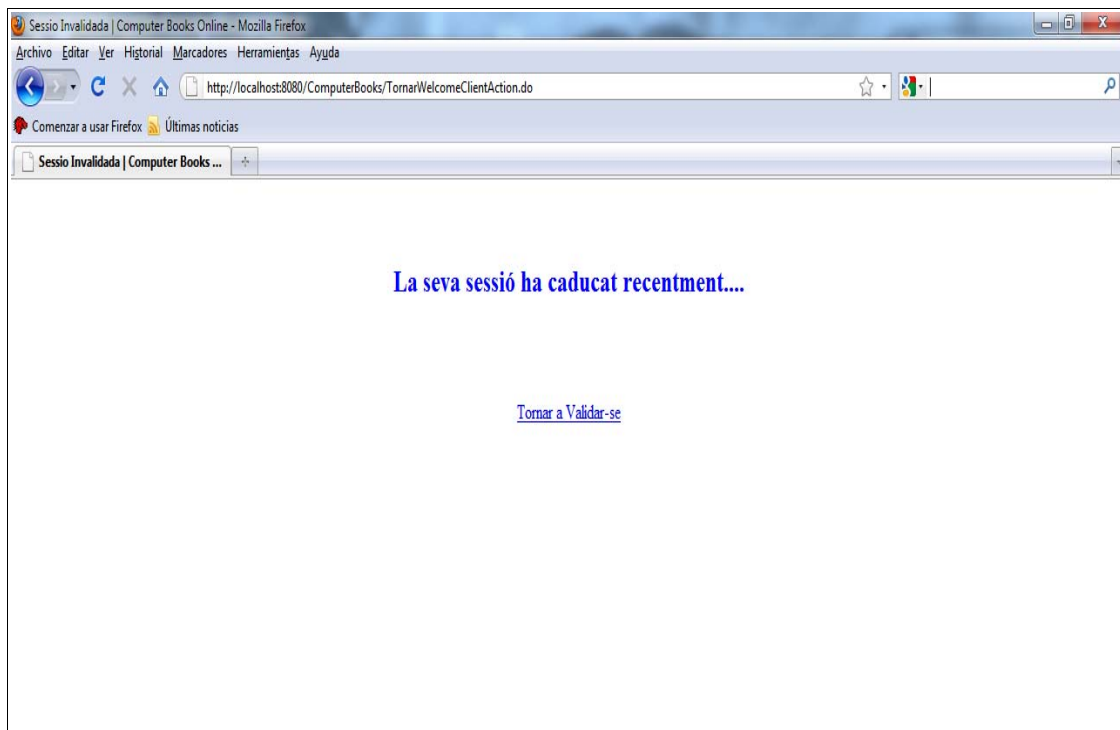 Sessio Invalidada | Computer Books Online - Mozilla Firefox
Archivo Editar Ver Historial Marcadores Herramientas Ayuda
http://localhost:8080/ComputerBooks/TornarWelcomeClientAction.do
Comenzar a usar Firefox Últimas noticias
Sessio Invalidada | Computer Books ...
La seva sessió ha caducat recentment....
Tornar a Validar-se